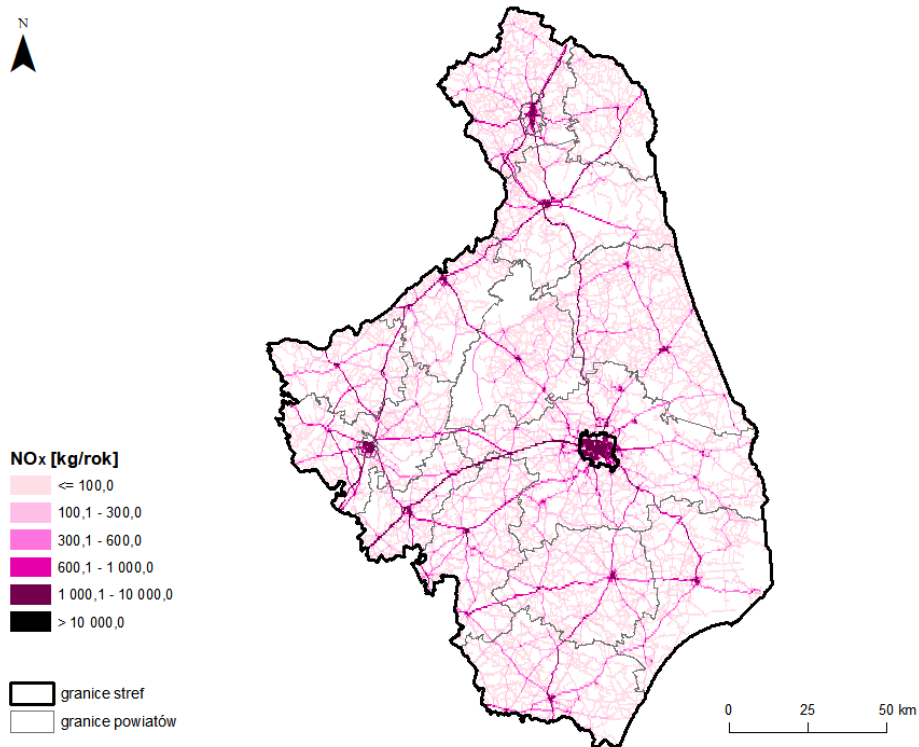 N
NOx [kg/rok]
<= 100,0
100,1 - 300,0
300,1 - 600,0
600,1 - 1 000,0
1 000,1 - 10 000,0
> 10 000,0
granice stref
granice powiatów
0 25 50 km